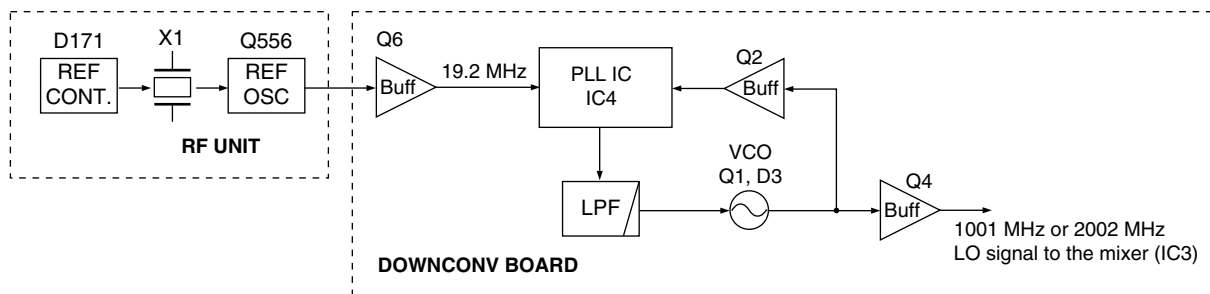 D171
REF
CONT.
X1
Q556
REF
OSC
RF UNIT
Q6
Buff
19.2 MHz
PLL IC
IC4
Q2
Buff
LPF
VCO
Q1, D3
Q4
Buff
1001 MHz or 2002 MHz
LO signal to the mixer (IC3)
DOWNCONV BOARD